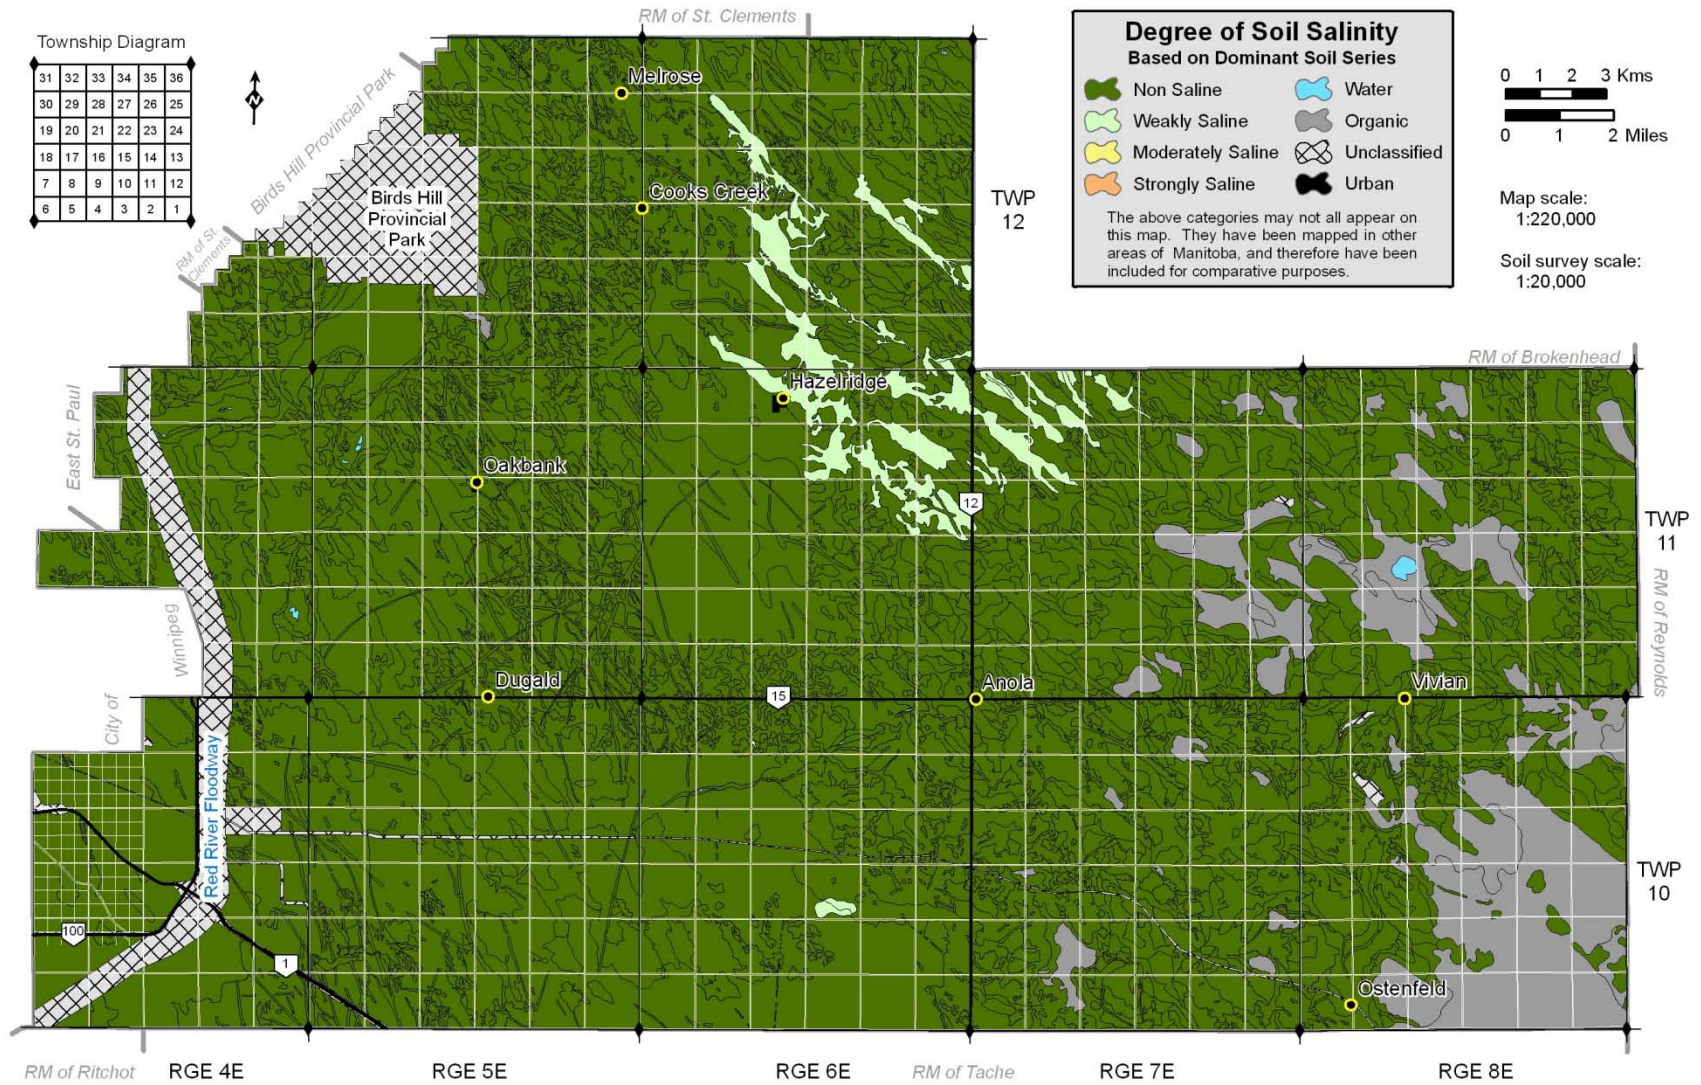 RM of St. Clements
Township Diagram
31 32 33 34 35 36
30 29 28 27 26 25
19 20 21 22 23 24
18 17 16 15 14 13
7 8 9 10 11 12
6 5 4 3 2 1
N
Birds Hill Provincial Park
RM of St.
Clements
Melrose
Cooks Creek
Birds Hill
Provincial
Park
TWP
12
Degree of Soil Salinity
Based on Dominant Soil Series
Non Saline
Water
Weakly Saline
Organic
Moderately Saline
Unclassified
Strongly Saline
Urban
The above categories may not all appear on
this map. They have been mapped in other
areas of Manitoba, and therefore have been
included for comparative purposes.
0 1 2 3 Kms
0 1 2 Miles
Map scale:
1:220,000
Soil survey scale:
1:20,000
RM of Brokenhead
East St. Paul
Hazelridge
Oakbank
12
TWP
11
RM of Reynolds
Winnipeg
City of
Dugald
15
Anola
Vivian
Red River Floodway
TWP
10
100
1
Ostenfeld
RM of Ritchot
RGE 4E
RGE 5E
RGE 6E
RM of Tache
RGE 7E
RGE 8E